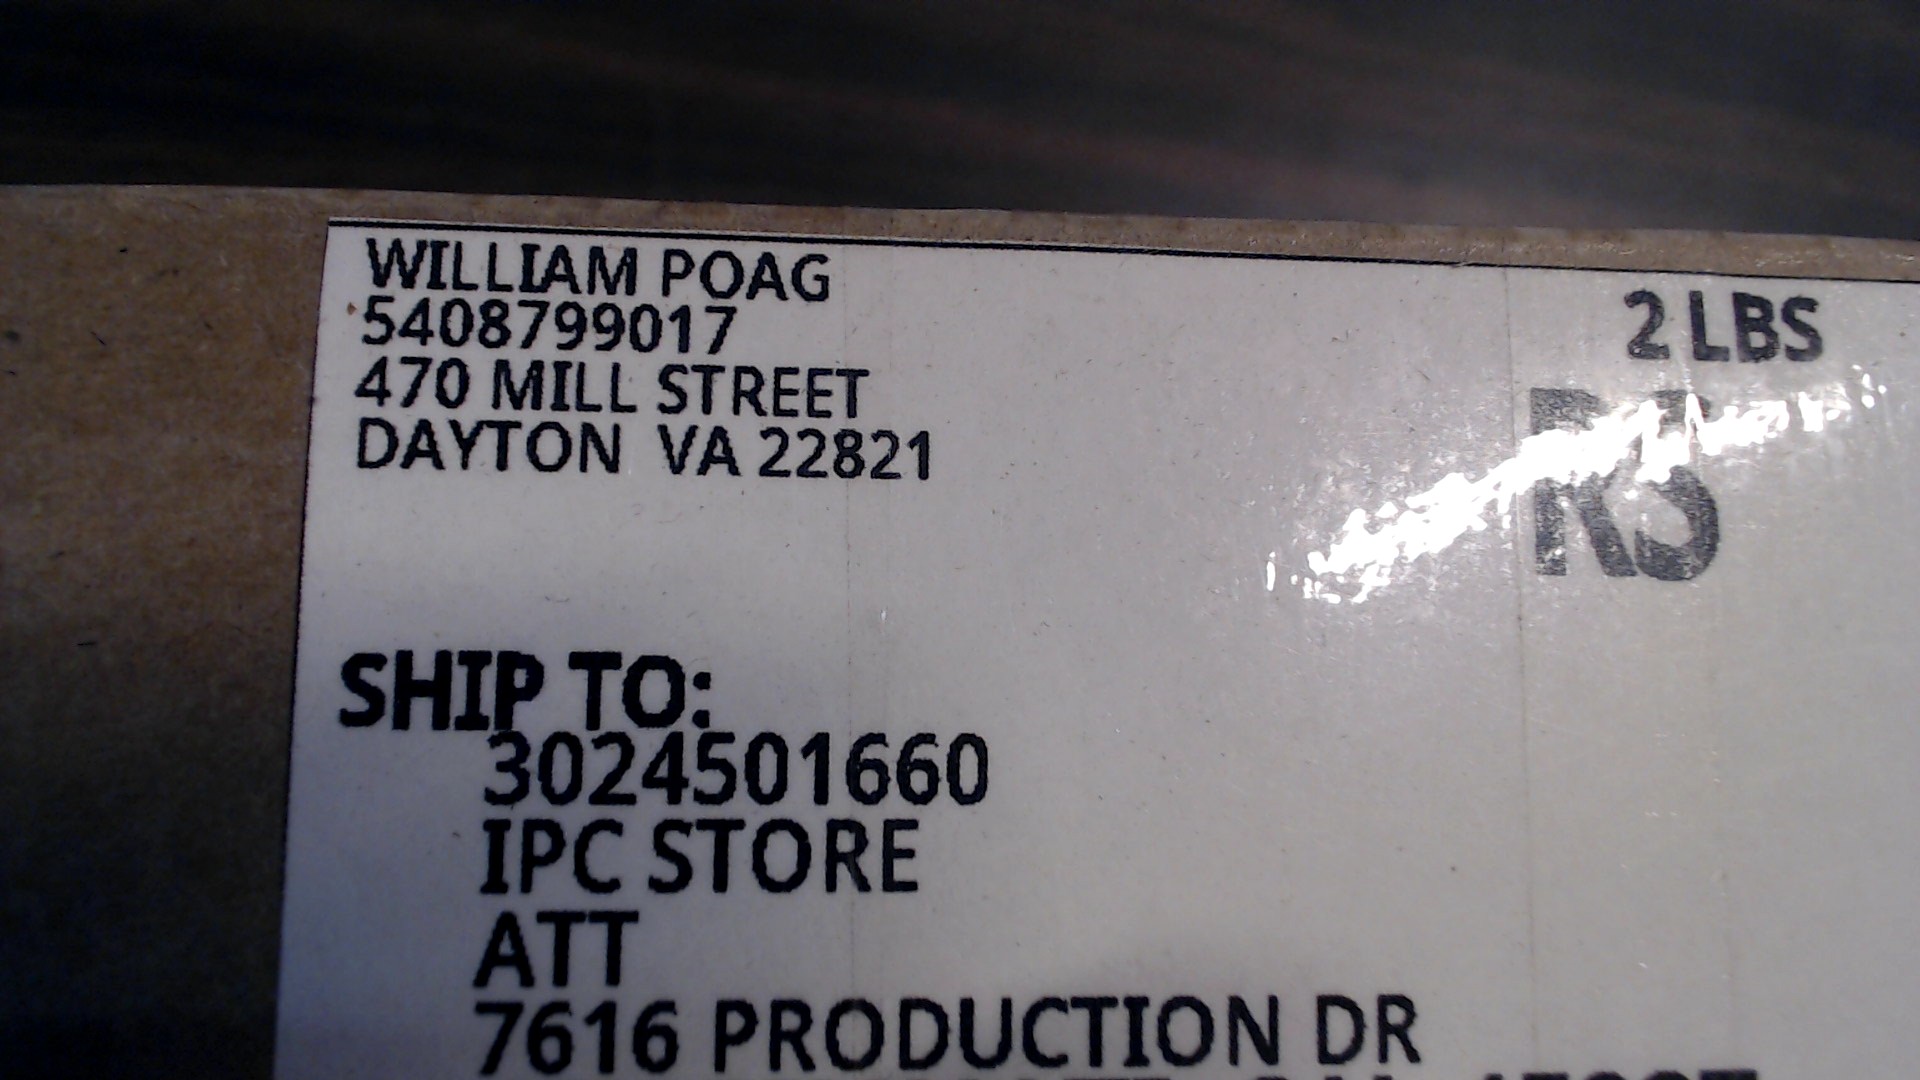 WILLIAM POAG
5408799017
470 MILL STREET
DAYTON VA 22821
2 LBS
RS
SHIP TO:
3024501660
IPC STORE
ATT
7616 PRODUCTION DR